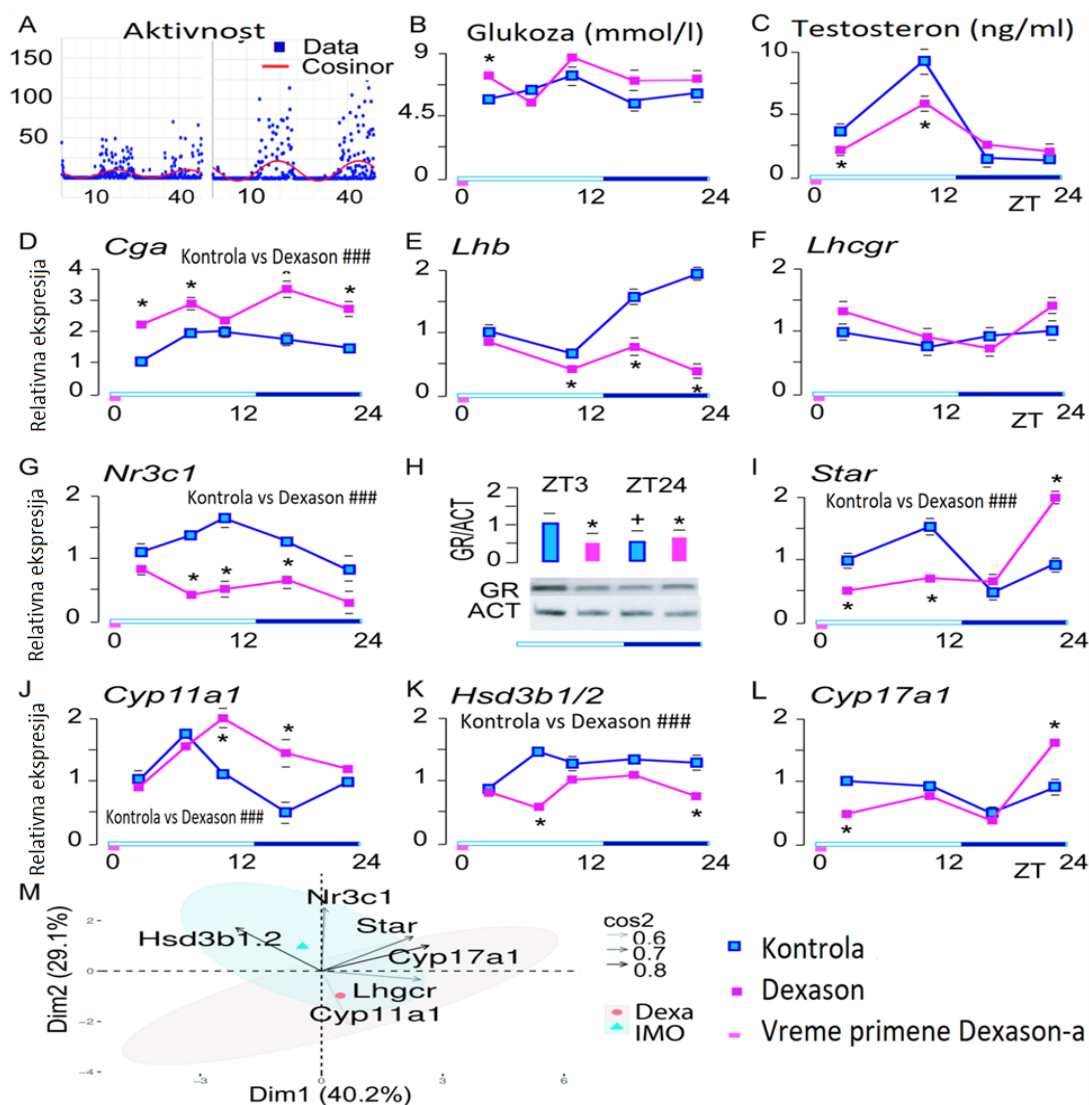 A
Aktivnost
Data
Cosinor
150
100
50
10 40 10 40
B
Glukoza (mmol/l)
9
4.5
0
*
0 12 24
C
Testosteron (ng/ml)
10
5
0
* *
0 12 24
ZT
D
Cga
Kontrola vs Dexason ###
Relativna ekspresija
4
3
2
1
0
* * * *
0 12 24
E
Lhb
2
1
0
* * *
0 12 24
F
Lhcgr
2
1
0
0 12 24
ZT
G
Nr3c1
Kontrola vs Dexason ###
Relativna ekspresija
2
1
0
* * *
0 12 24
H
ZT3 ZT24
GR/ACT
2
1
0
* + *
GR
ACT
I
Star
Kontrola vs Dexason ###
2
1
0
* * *
0 12 24
J
Cyp11a1
Relativna ekspresija
2
1
0
* *
Kontrola vs Dexason ###
0 12 24
K
Hsd3b1/2
Kontrola vs Dexason ###
2
1
0
* *
0 12 24
L
Cyp17a1
2
1
0
* *
0 12 24
ZT
M
Nr3c1
Star
Hsd3b1.2
Cyp17a1
Lhgcr
Cyp11a1
Dim2 (29.1%)
2
0
-2
-4
-3 0 3 6
Dim1 (40.2%)
cos2
0.6
0.7
0.8
Dexa
IMO
Kontrola
Dexason
Vreme primene Dexason-a